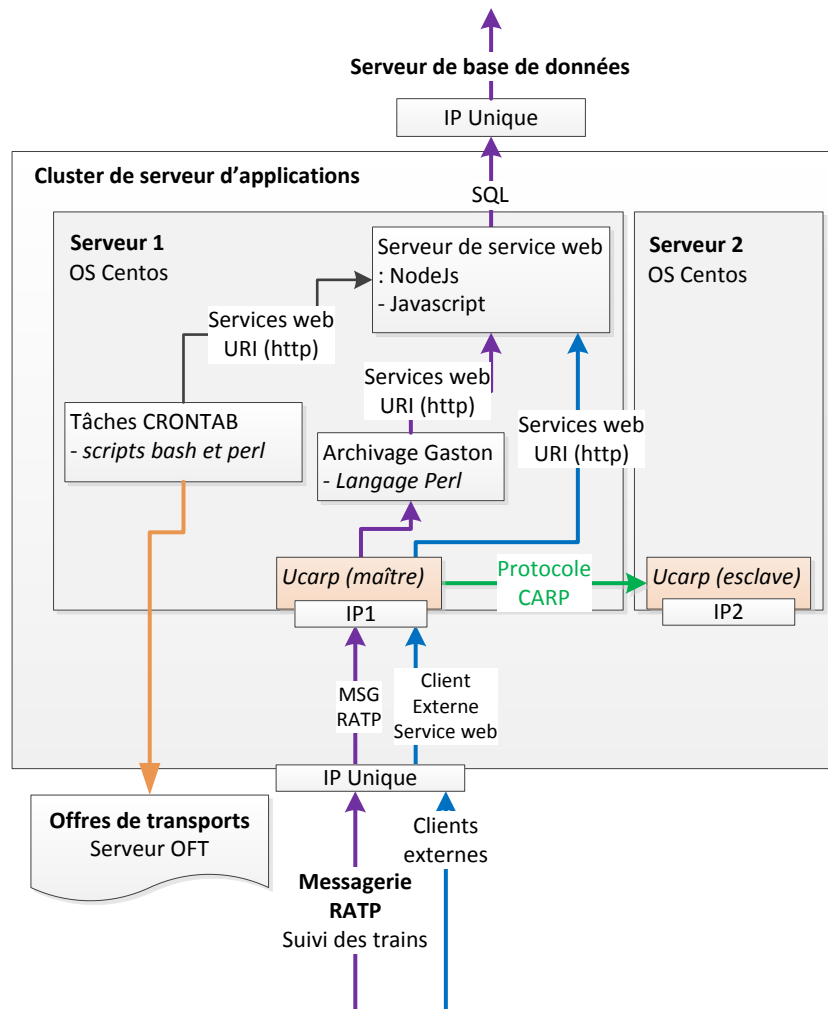 Serveur de base de données
IP Unique
Cluster de serveur d’applications
SQL
Serveur 1
OS Centos
Serveur de service web
: NodeJs
- Javascript
Serveur 2
OS Centos
Services web
URI (http)
Services web
URI (http)
Services web
URI (http)
Tâches CRONTAB
- scripts bash et perl
Archivage Gaston
- Langage Perl
Ucarp (maître)
IP1
Protocole
CARP
Ucarp (esclave)
IP2
MSG
RATP
Client
Externe
Service web
IP Unique
Offres de transports
Serveur OFT
Clients
externes
Messagerie
RATP
Suivi des trains